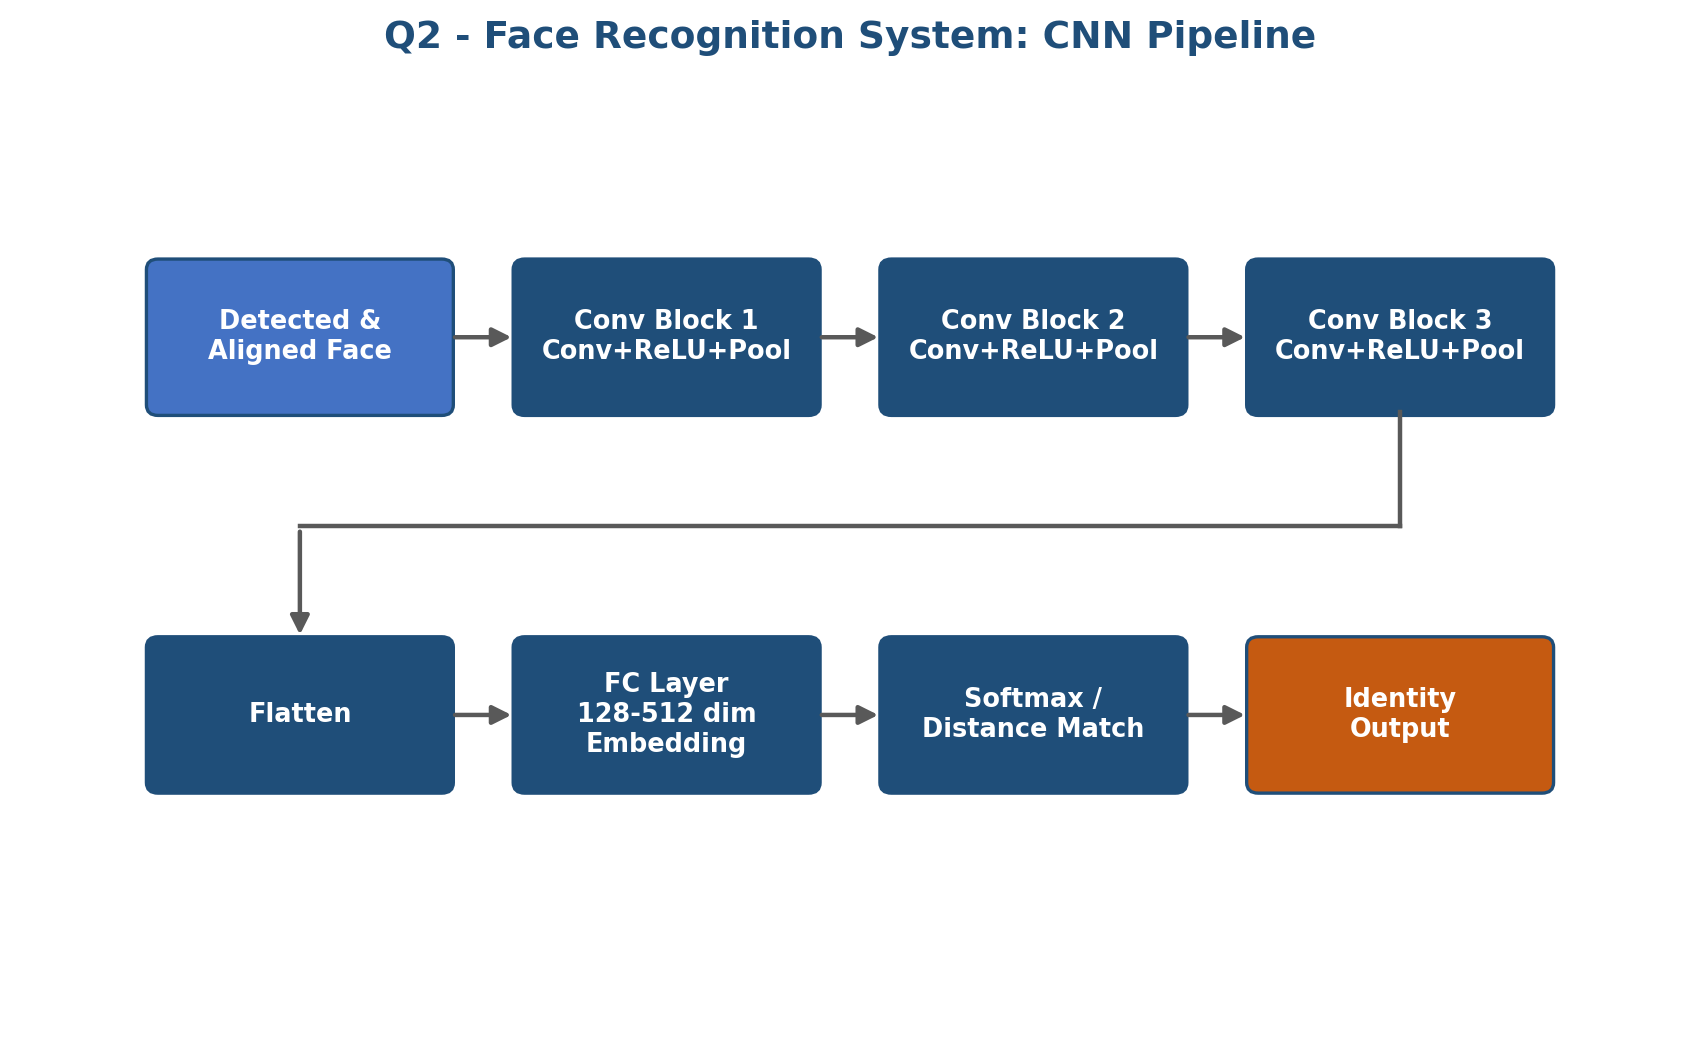 Q2 - Face Recognition System: CNN Pipeline
Detected &
Aligned Face
Conv Block 1
Conv+ReLU+Pool
Conv Block 2
Conv+ReLU+Pool
Conv Block 3
Conv+ReLU+Pool
Flatten
FC Layer
128-512 dim
Embedding
Softmax /
Distance Match
Identity
Output